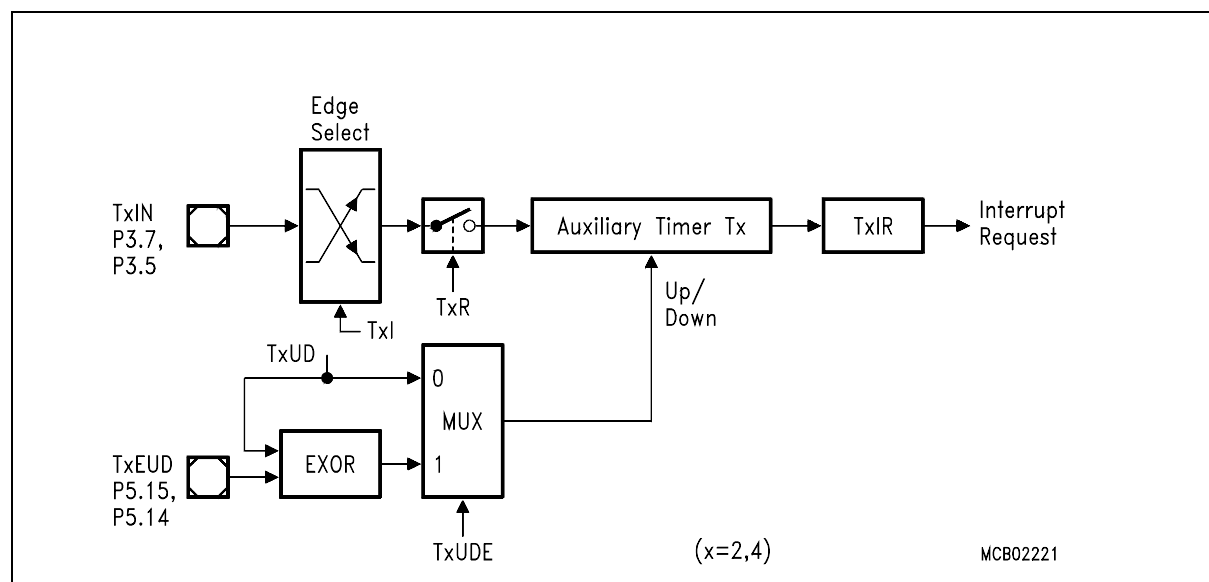 Edge
Select
TxIN
P3.7,
P3.5
Auxiliary Timer Tx
TxIR
Interrupt
Request
TxR
TxI
Up/
Down
TxUD
0
MUX
1
EXOR
TxEUD
P5.15,
P5.14
TxUDE
(x=2,4)
MCB02221